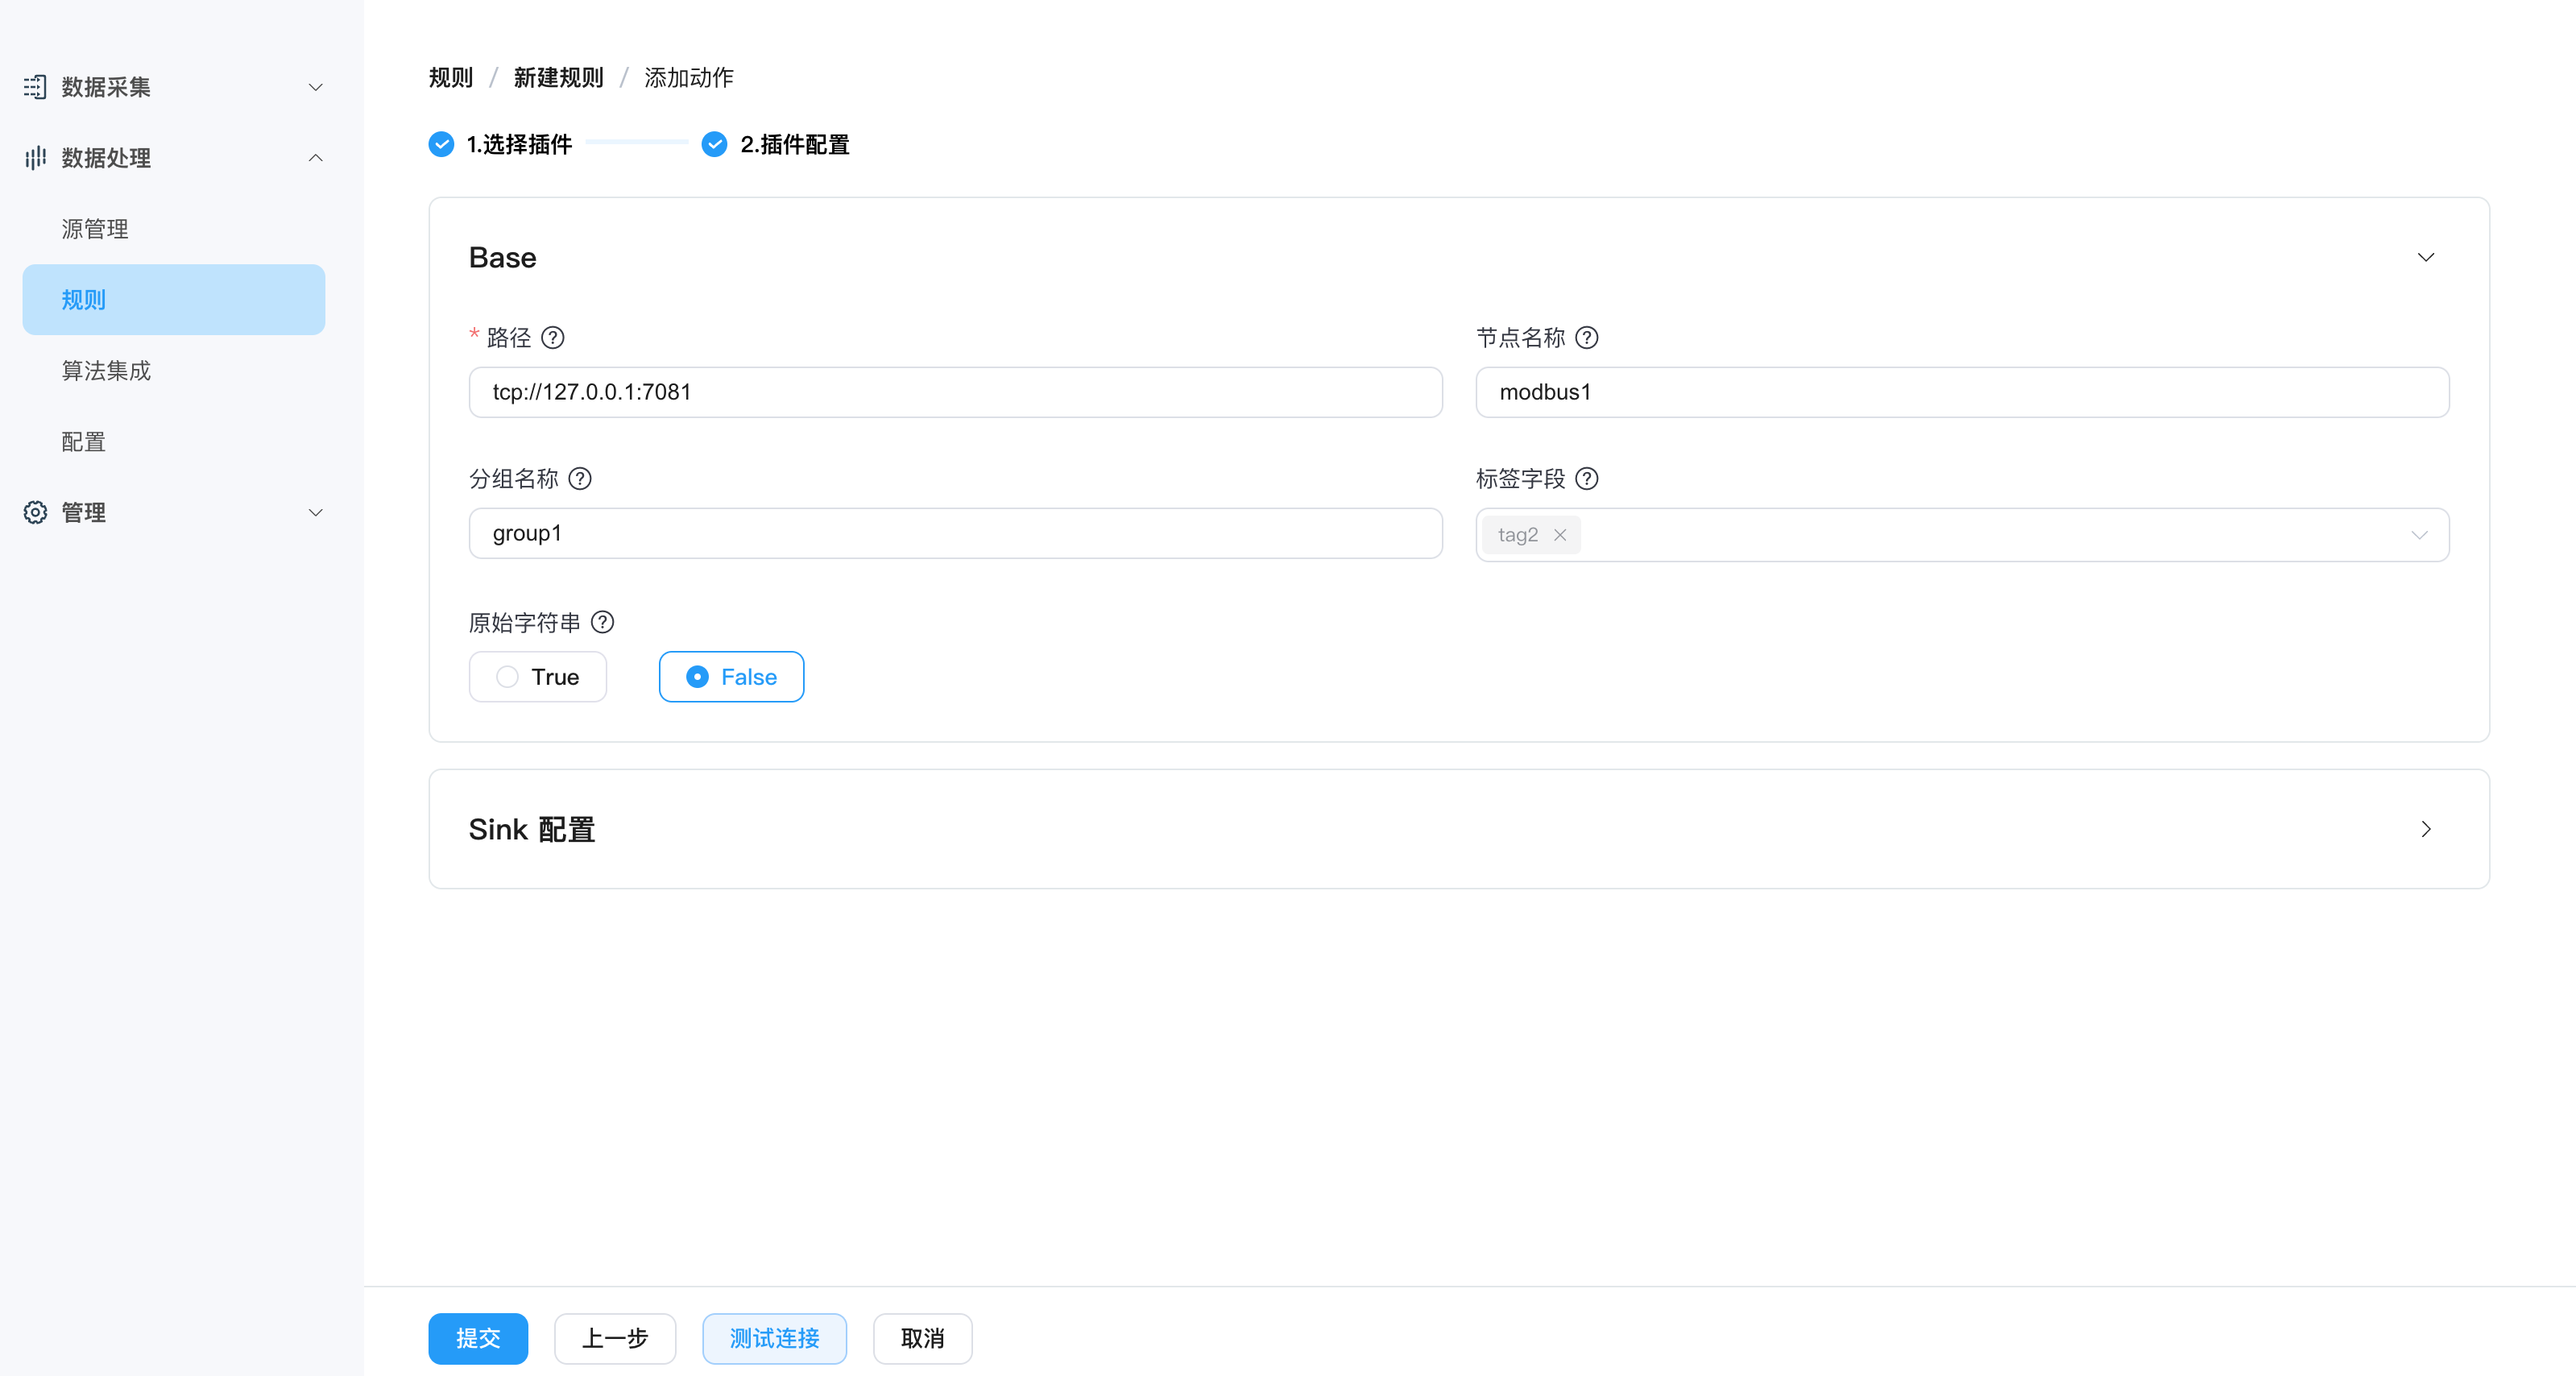 数据采集
数据处理
源管理
规则
算法集成
配置
管理
规则 / 新建规则 / 添加动作
1.选择插件 2.插件配置
Base
* 路径 ?
节点名称 ?
tcp://127.0.0.1:7081
modbus1
分组名称 ?
标签字段 ?
group1
tag2
原始字符串 ?
True False
Sink 配置
提交 上一步 测试连接 取消